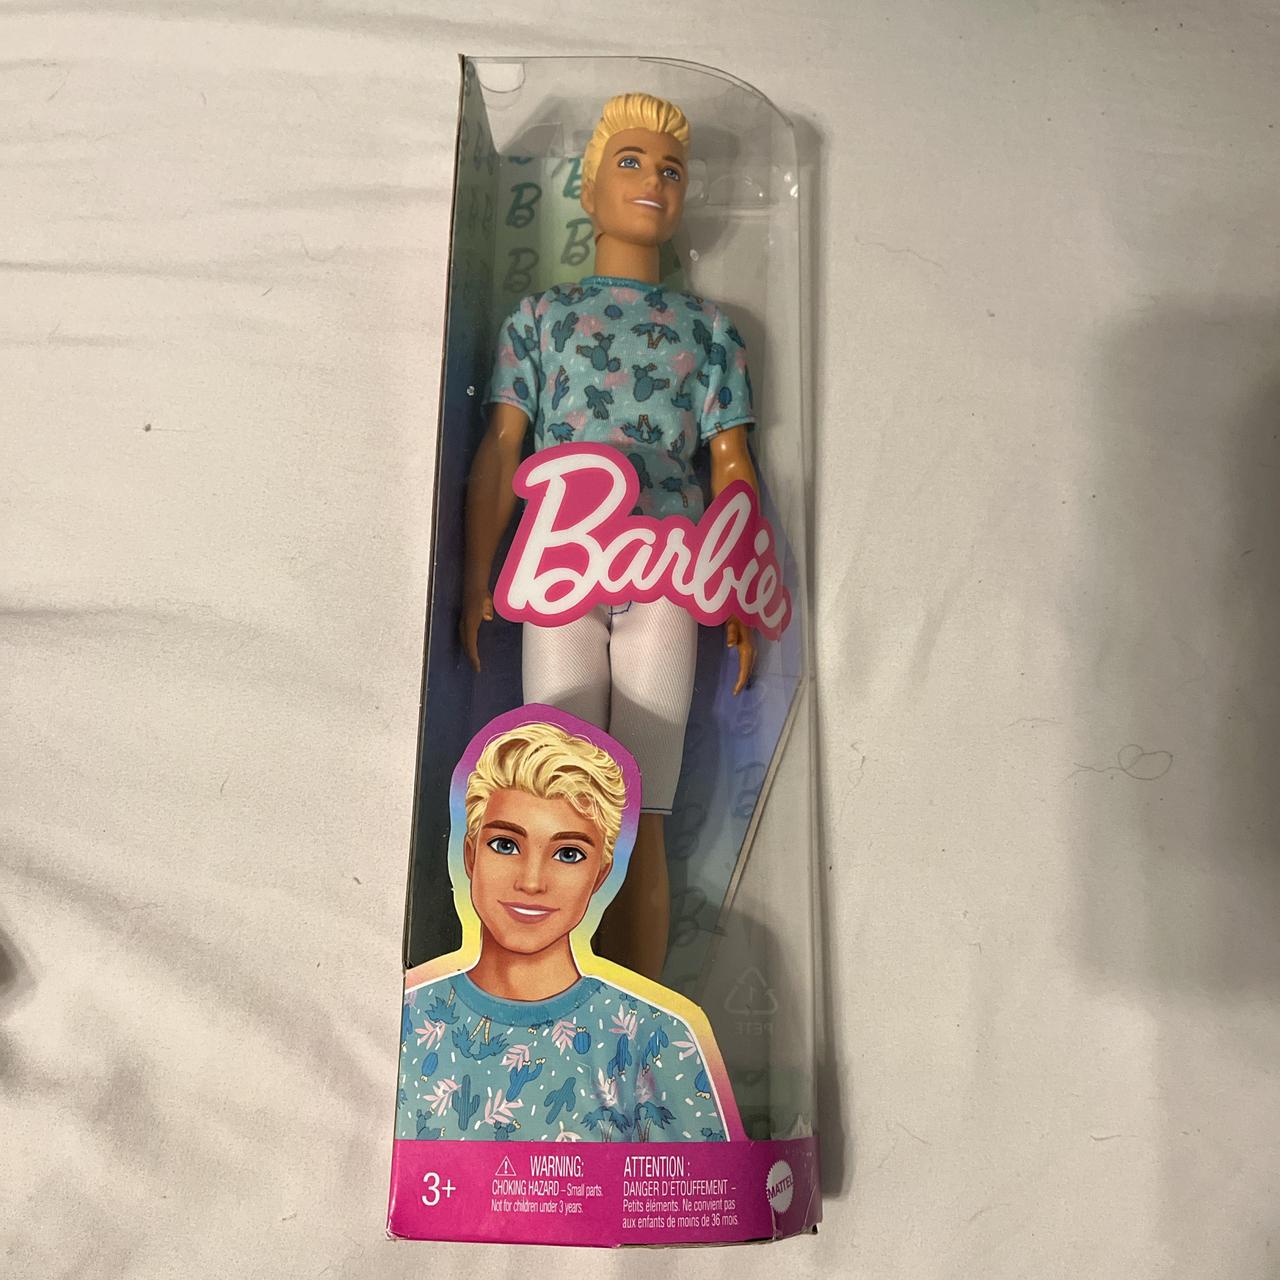 Barbie
PETE
3+
WARNING:
CHOKING HAZARD – Small parts.
Not for children under 3 years.
ATTENTION :
DANGER D'ÉTOUFFEMENT –
Petits éléments. Ne convient pas
aux enfants de moins de 36 mois.
MATTEL